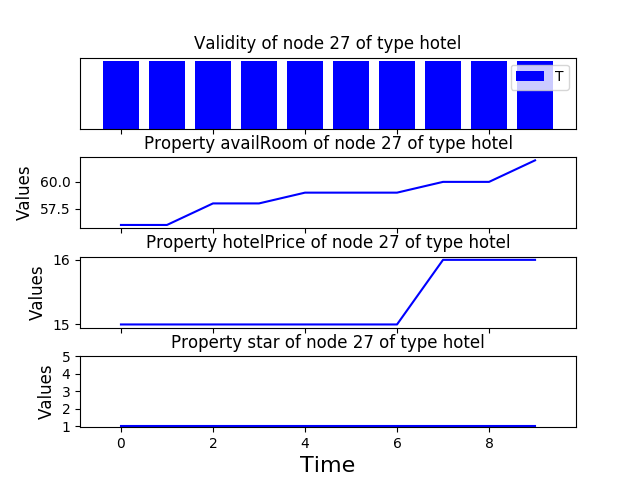 Validity of node 27 of type hotel
T
Property availRoom of node 27 of type hotel
Values
60.0
57.5
Property hotelPrice of node 27 of type hotel
Values
16
15
Property star of node 27 of type hotel
Values
5
4
3
2
1
0 2 4 6 8
Time